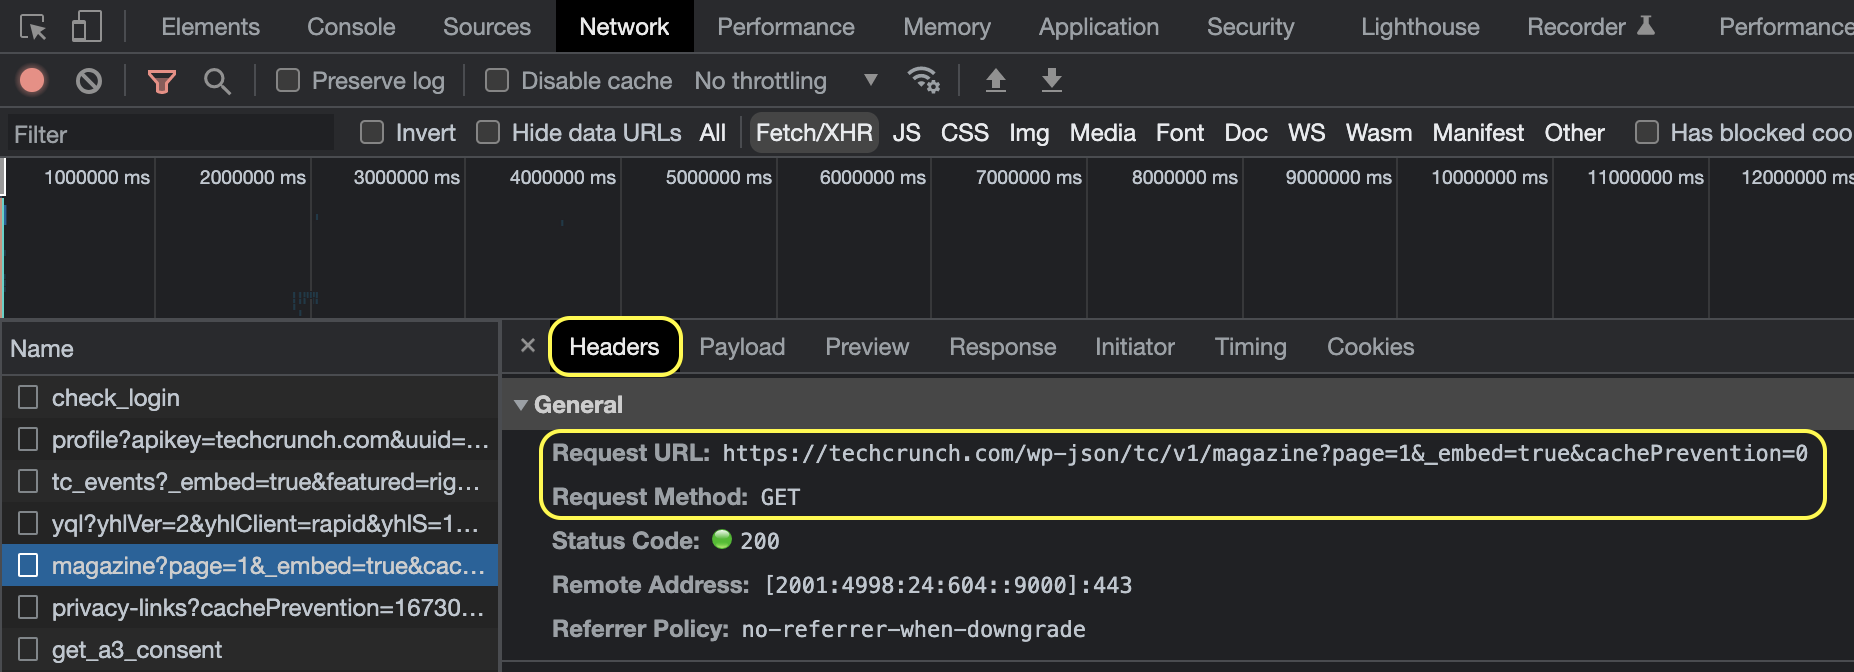 Elements Console Sources Network Performance Memory Application Security Lighthouse Recorder Performance
Preserve log Disable cache No throttling
Filter Invert Hide data URLs All Fetch/XHR JS CSS Img Media Font Doc WS Wasm Manifest Other Has blocked coo
1000000 ms 2000000 ms 3000000 ms 4000000 ms 5000000 ms 6000000 ms 7000000 ms 8000000 ms 9000000 ms 10000000 ms 11000000 ms 12000000 ms
Name
check_login
profile?apikey=techcrunch.com&uuid=...
tc_events?_embed=true&featured=rig...
yql?yhlVer=2&yhlClient=rapid&yhlS=1...
magazine?page=1&_embed=true&cac...
privacy-links?cachePrevention=16730...
get_a3_consent
× Headers Payload Preview Response Initiator Timing Cookies
General
Request URL: https://techcrunch.com/wp-json/tc/v1/magazine?page=1&_embed=true&cachePrevention=0
Request Method: GET
Status Code: 200
Remote Address: [2001:4998:24:604::9000]:443
Referrer Policy: no-referrer-when-downgrade